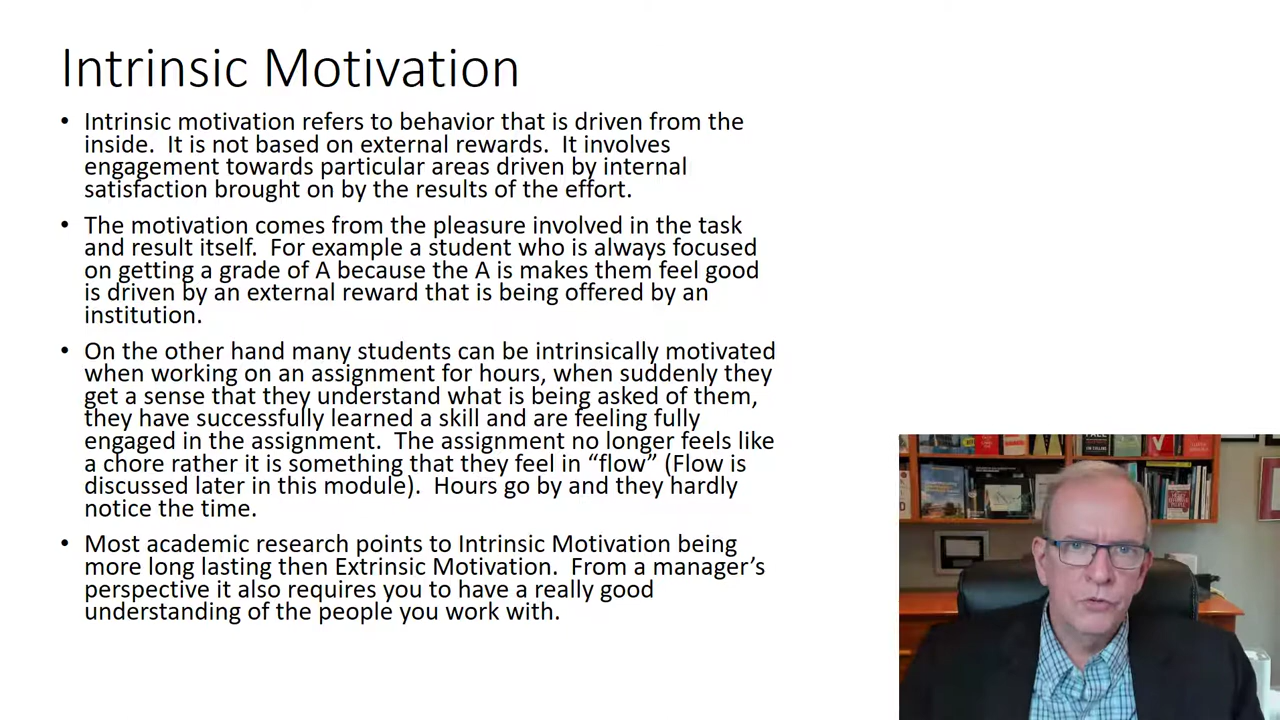 Intrinsic Motivation
• Intrinsic motivation refers to behavior that is driven from the
inside.  It is not based on external rewards.  It involves
engagement towards particular areas driven by internal
satisfaction brought on by the results of the effort.
• The motivation comes from the pleasure involved in the task
and result itself.  For example a student who is always focused
on getting a grade of A because the A is makes them feel good
is driven by an external reward that is being offered by an
institution.
• On the other hand many students can be intrinsically motivated
when working on an assignment for hours, when suddenly they
get a sense that they understand what is being asked of them,
they have successfully learned a skill and are feeling fully
engaged in the assignment.  The assignment no longer feels like
a chore rather it is something that they feel in “flow” (Flow is
discussed later in this module).  Hours go by and they hardly
notice the time.
• Most academic research points to Intrinsic Motivation being
more long lasting then Extrinsic Motivation.  From a manager’s
perspective it also requires you to have a really good
understanding of the people you work with.